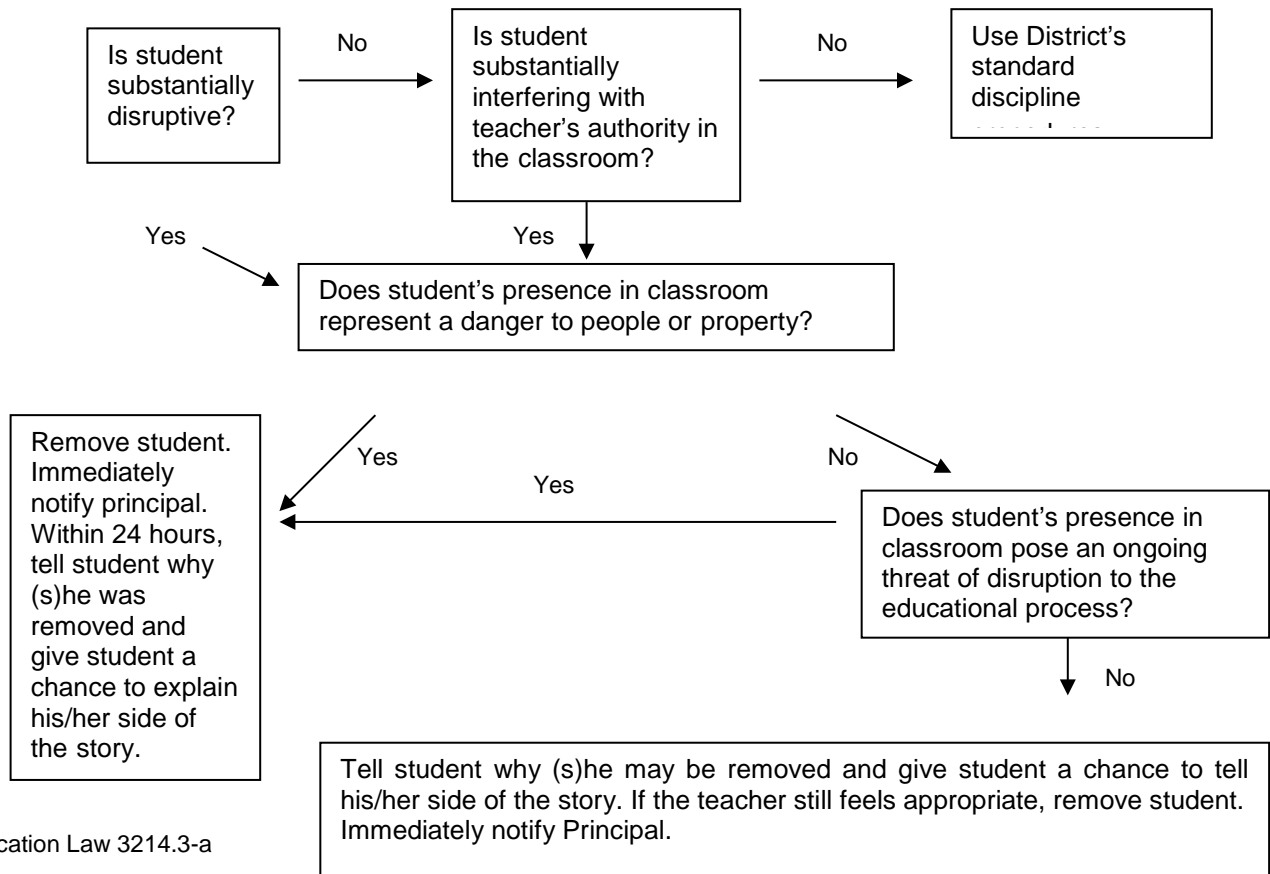 Is student
substantially
disruptive?
No
Is student
substantially
interfering with
teacher’s authority in
the classroom?
No
Use District’s
standard
discipline
Yes
Yes
Does student’s presence in classroom
represent a danger to people or property?
Remove student.
Immediately
notify principal.
Within 24 hours,
tell student why
(s)he was
removed and
give student a
chance to explain
his/her side of
the story.
Yes
No
Yes
Does student’s presence in
classroom pose an ongoing
threat of disruption to the
educational process?
No
Tell student why (s)he may be removed and give student a chance to tell
his/her side of the story. If the teacher still feels appropriate, remove student.
Immediately notify Principal.
cation Law 3214.3-a